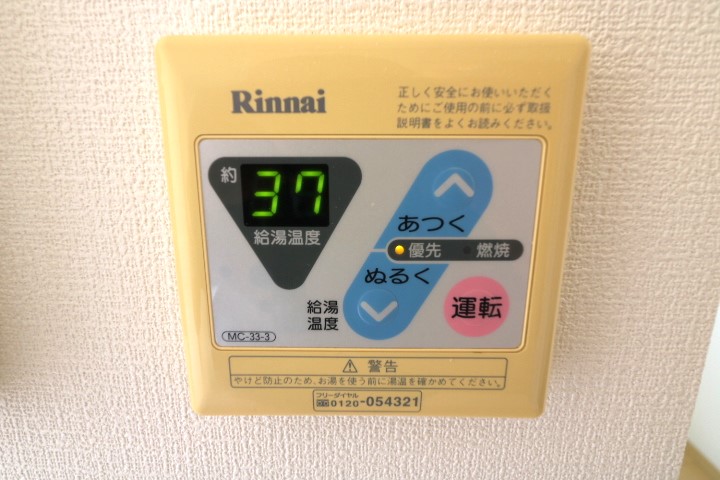 Rinnai
正しく安全にお使いいただく
ためにご使用の前に必ず取扱
説明書をよくお読みください。
約
37
給湯温度
あつく
優先 燃焼
ぬるく
給湯
温度
運転
MC-33-3
⚠ 警告
やけど防止のため、お湯を使う前に湯温を確かめてください。
フリーダイヤル
0120-054321